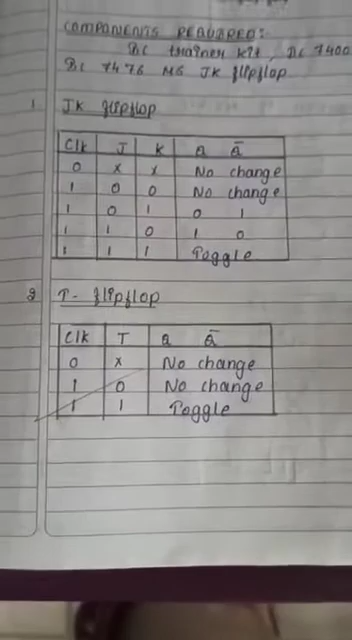 COMPONENTS REQUIRED:
IC trainer kit, IC 7400
IC 7476 MS JK flipflop
1 JK flipflop
Clk J K Q Q̄
0 x x No change
1 0 0 No change
1 0 1 0 1
1 1 0 1 0
1 1 1 Toggle
2 T- flipflop
Clk T Q Q̄
0 x No change
1 0 No change
1 1 Toggle